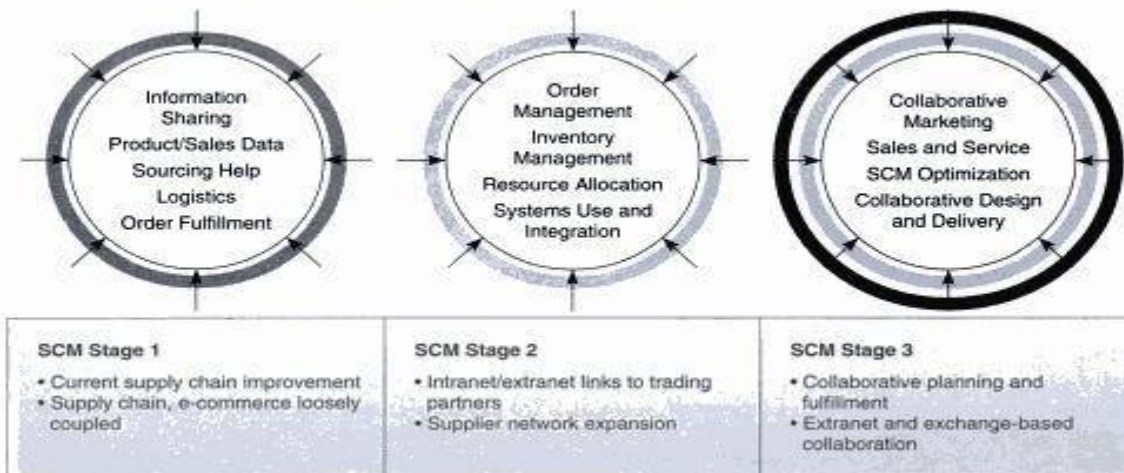 Information
Sharing
Product/Sales Data
Sourcing Help
Logistics
Order Fulfillment
Order
Management
Inventory
Management
Resource Allocation
Systems Use and
Integration
Collaborative
Marketing
Sales and Service
SCM Optimization
Collaborative Design
and Delivery
SCM Stage 1
• Current supply chain improvement
• Supply chain, e-commerce loosely
coupled
SCM Stage 2
• Intranet/extranet links to trading
partners
• Supplier network expansion
SCM Stage 3
• Collaborative planning and
fulfillment
• Extranet and exchange-based
collaboration